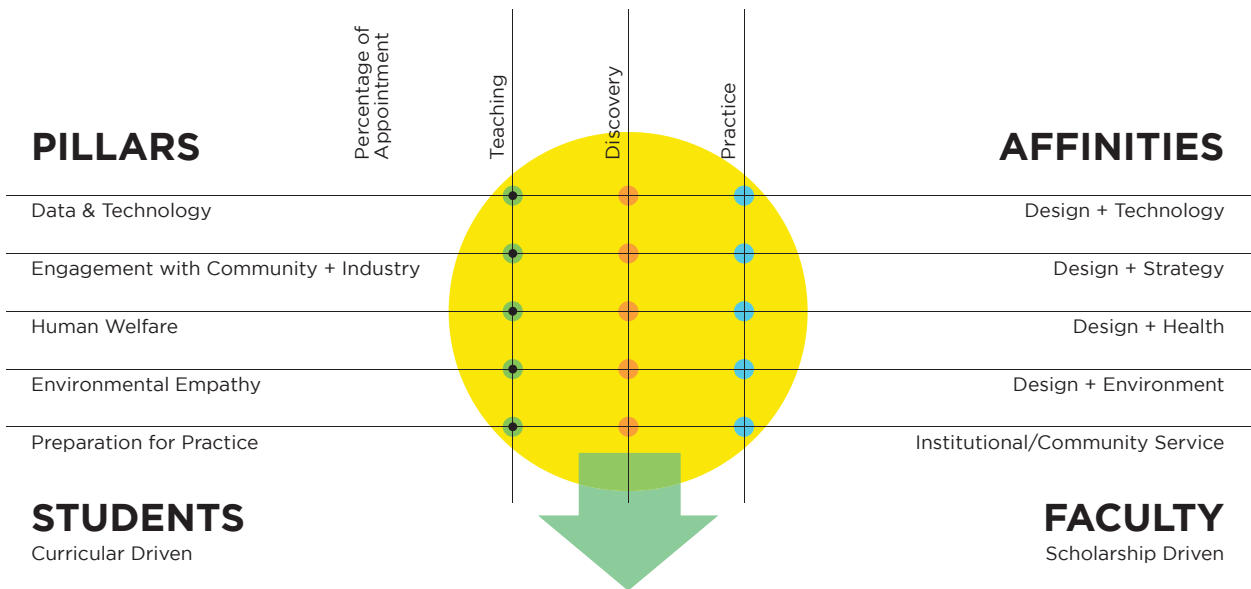 Percentage of
Appointment
Teaching
Discovery
Practice
PILLARS
AFFINITIES
Data & Technology
Design + Technology
Engagement with Community + Industry
Design + Strategy
Human Welfare
Design + Health
Environmental Empathy
Design + Environment
Preparation for Practice
Institutional/Community Service
STUDENTS
FACULTY
Curricular Driven
Scholarship Driven